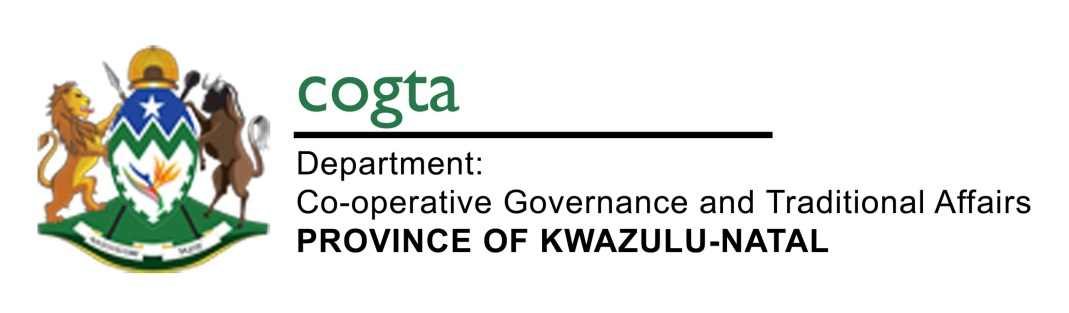 cogta
Department:
Co-operative Governance and Traditional Affairs
PROVINCE OF KWAZULU-NATAL